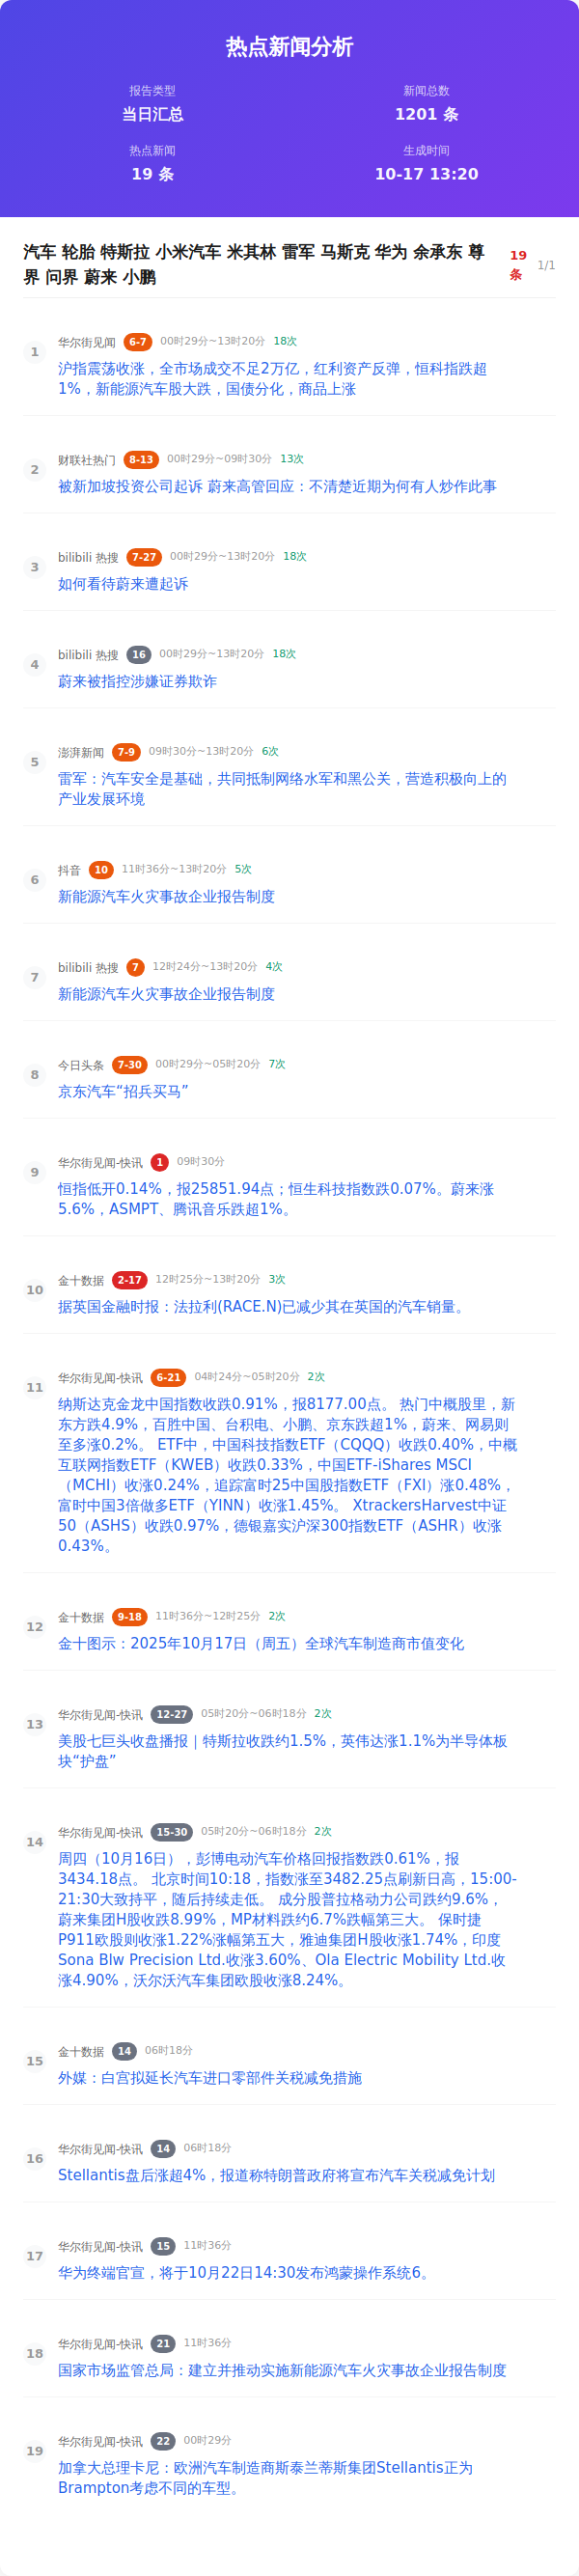 热点新闻分析
报告类型
当日汇总
新闻总数
1201 条
热点新闻
19 条
生成时间
10-17 13:20
汽车 轮胎 特斯拉 小米汽车 米其林 雷军 马斯克 华为 余承东 尊
界 问界 蔚来 小鹏
19
条
1/1
1
华尔街见闻 6-7 00时29分~13时20分 18次
沪指震荡收涨，全市场成交不足2万亿，红利资产反弹，恒科指跌超
1%，新能源汽车股大跌，国债分化，商品上涨
2
财联社热门 8-13 00时29分~09时30分 13次
被新加坡投资公司起诉 蔚来高管回应：不清楚近期为何有人炒作此事
3
bilibili 热搜 7-27 00时29分~13时20分 18次
如何看待蔚来遭起诉
4
bilibili 热搜 16 00时29分~13时20分 18次
蔚来被指控涉嫌证券欺诈
5
澎湃新闻 7-9 09时30分~13时20分 6次
雷军：汽车安全是基础，共同抵制网络水军和黑公关，营造积极向上的
产业发展环境
6
抖音 10 11时36分~13时20分 5次
新能源汽车火灾事故企业报告制度
7
bilibili 热搜 7 12时24分~13时20分 4次
新能源汽车火灾事故企业报告制度
8
今日头条 7-30 00时29分~05时20分 7次
京东汽车“招兵买马”
9
华尔街见闻-快讯 1 09时30分
恒指低开0.14%，报25851.94点；恒生科技指数跌0.07%。蔚来涨
5.6%，ASMPT、腾讯音乐跌超1%。
10
金十数据 2-17 12时25分~13时20分 3次
据英国金融时报：法拉利(RACE.N)已减少其在英国的汽车销量。
11
华尔街见闻-快讯 6-21 04时24分~05时20分 2次
纳斯达克金龙中国指数收跌0.91%，报8177.00点。 热门中概股里，新
东方跌4.9%，百胜中国、台积电、小鹏、京东跌超1%，蔚来、网易则
至多涨0.2%。 ETF中，中国科技指数ETF（CQQQ）收跌0.40%，中概
互联网指数ETF（KWEB）收跌0.33%，中国ETF-iShares MSCI
（MCHI）收涨0.24%，追踪富时25中国股指数ETF（FXI）涨0.48%，
富时中国3倍做多ETF（YINN）收涨1.45%。 XtrackersHarvest中证
50（ASHS）收跌0.97%，德银嘉实沪深300指数ETF（ASHR）收涨
0.43%。
12
金十数据 9-18 11时36分~12时25分 2次
金十图示：2025年10月17日（周五）全球汽车制造商市值变化
13
华尔街见闻-快讯 12-27 05时20分~06时18分 2次
美股七巨头收盘播报｜特斯拉收跌约1.5%，英伟达涨1.1%为半导体板
块“护盘”
14
华尔街见闻-快讯 15-30 05时20分~06时18分 2次
周四（10月16日），彭博电动汽车价格回报指数跌0.61%，报
3434.18点。 北京时间10:18，指数涨至3482.25点刷新日高，15:00-
21:30大致持平，随后持续走低。 成分股普拉格动力公司跌约9.6%，
蔚来集团H股收跌8.99%，MP材料跌约6.7%跌幅第三大。 保时捷
P911欧股则收涨1.22%涨幅第五大，雅迪集团H股收涨1.74%，印度
Sona Blw Precision Ltd.收涨3.60%、Ola Electric Mobility Ltd.收
涨4.90%，沃尔沃汽车集团欧股收涨8.24%。
15
金十数据 14 06时18分
外媒：白宫拟延长汽车进口零部件关税减免措施
16
华尔街见闻-快讯 14 06时18分
Stellantis盘后涨超4%，报道称特朗普政府将宣布汽车关税减免计划
17
华尔街见闻-快讯 15 11时36分
华为终端官宣，将于10月22日14:30发布鸿蒙操作系统6。
18
华尔街见闻-快讯 21 11时36分
国家市场监管总局：建立并推动实施新能源汽车火灾事故企业报告制度
19
华尔街见闻-快讯 22 00时29分
加拿大总理卡尼：欧洲汽车制造商斯泰兰蒂斯集团Stellantis正为
Brampton考虑不同的车型。